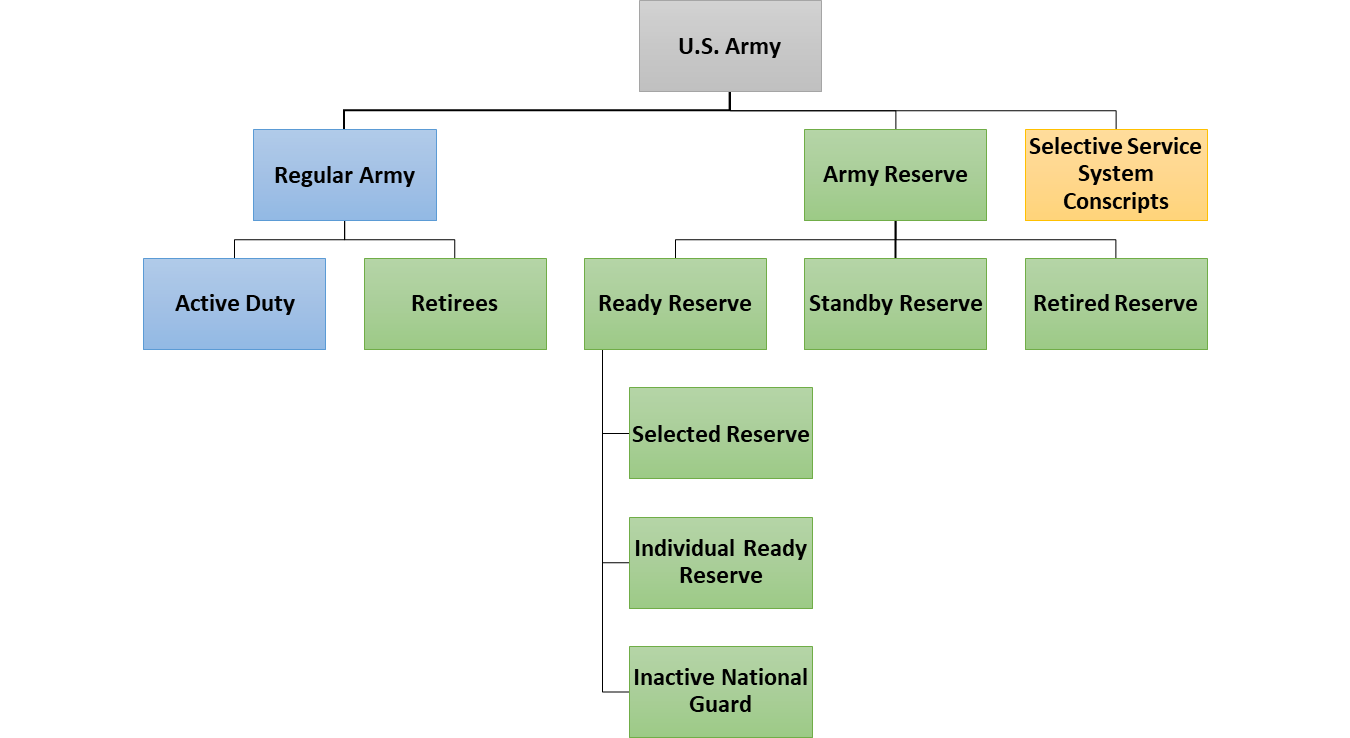 U.S. Army
Regular Army
Army Reserve
Selective Service
System
Conscripts
Active Duty
Retirees
Ready Reserve
Standby Reserve
Retired Reserve
Selected Reserve
Individual Ready
Reserve
Inactive National
Guard